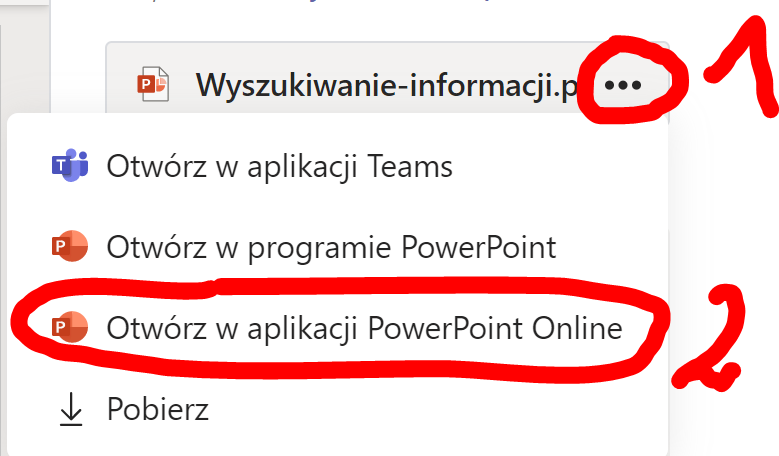 Wyszukiwanie-informacji.p ••• 1
Otwórz w aplikacji Teams
Otwórz w programie PowerPoint
Otwórz w aplikacji PowerPoint Online 2
Pobierz